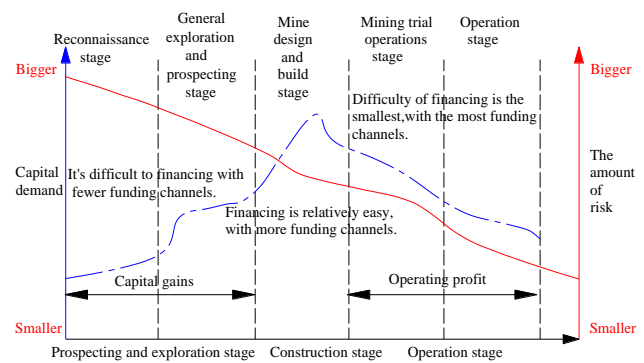 Reconnaissance
stage
General
exploration
and
prospecting
stage
Mine
design
and
build
stage
Mining trial
operations
stage
Operation
stage
Bigger
Bigger
Difficulty of financing is the
smallest,with the most funding
channels.
Capital
demand
It's difficult to financing with
fewer funding channels.
The
amount
of
risk
Financing is relatively easy,
with more funding channels.
Capital gains
Operating profit
Smaller
Smaller
Prospecting and exploration stage
Construction stage
Operation stage